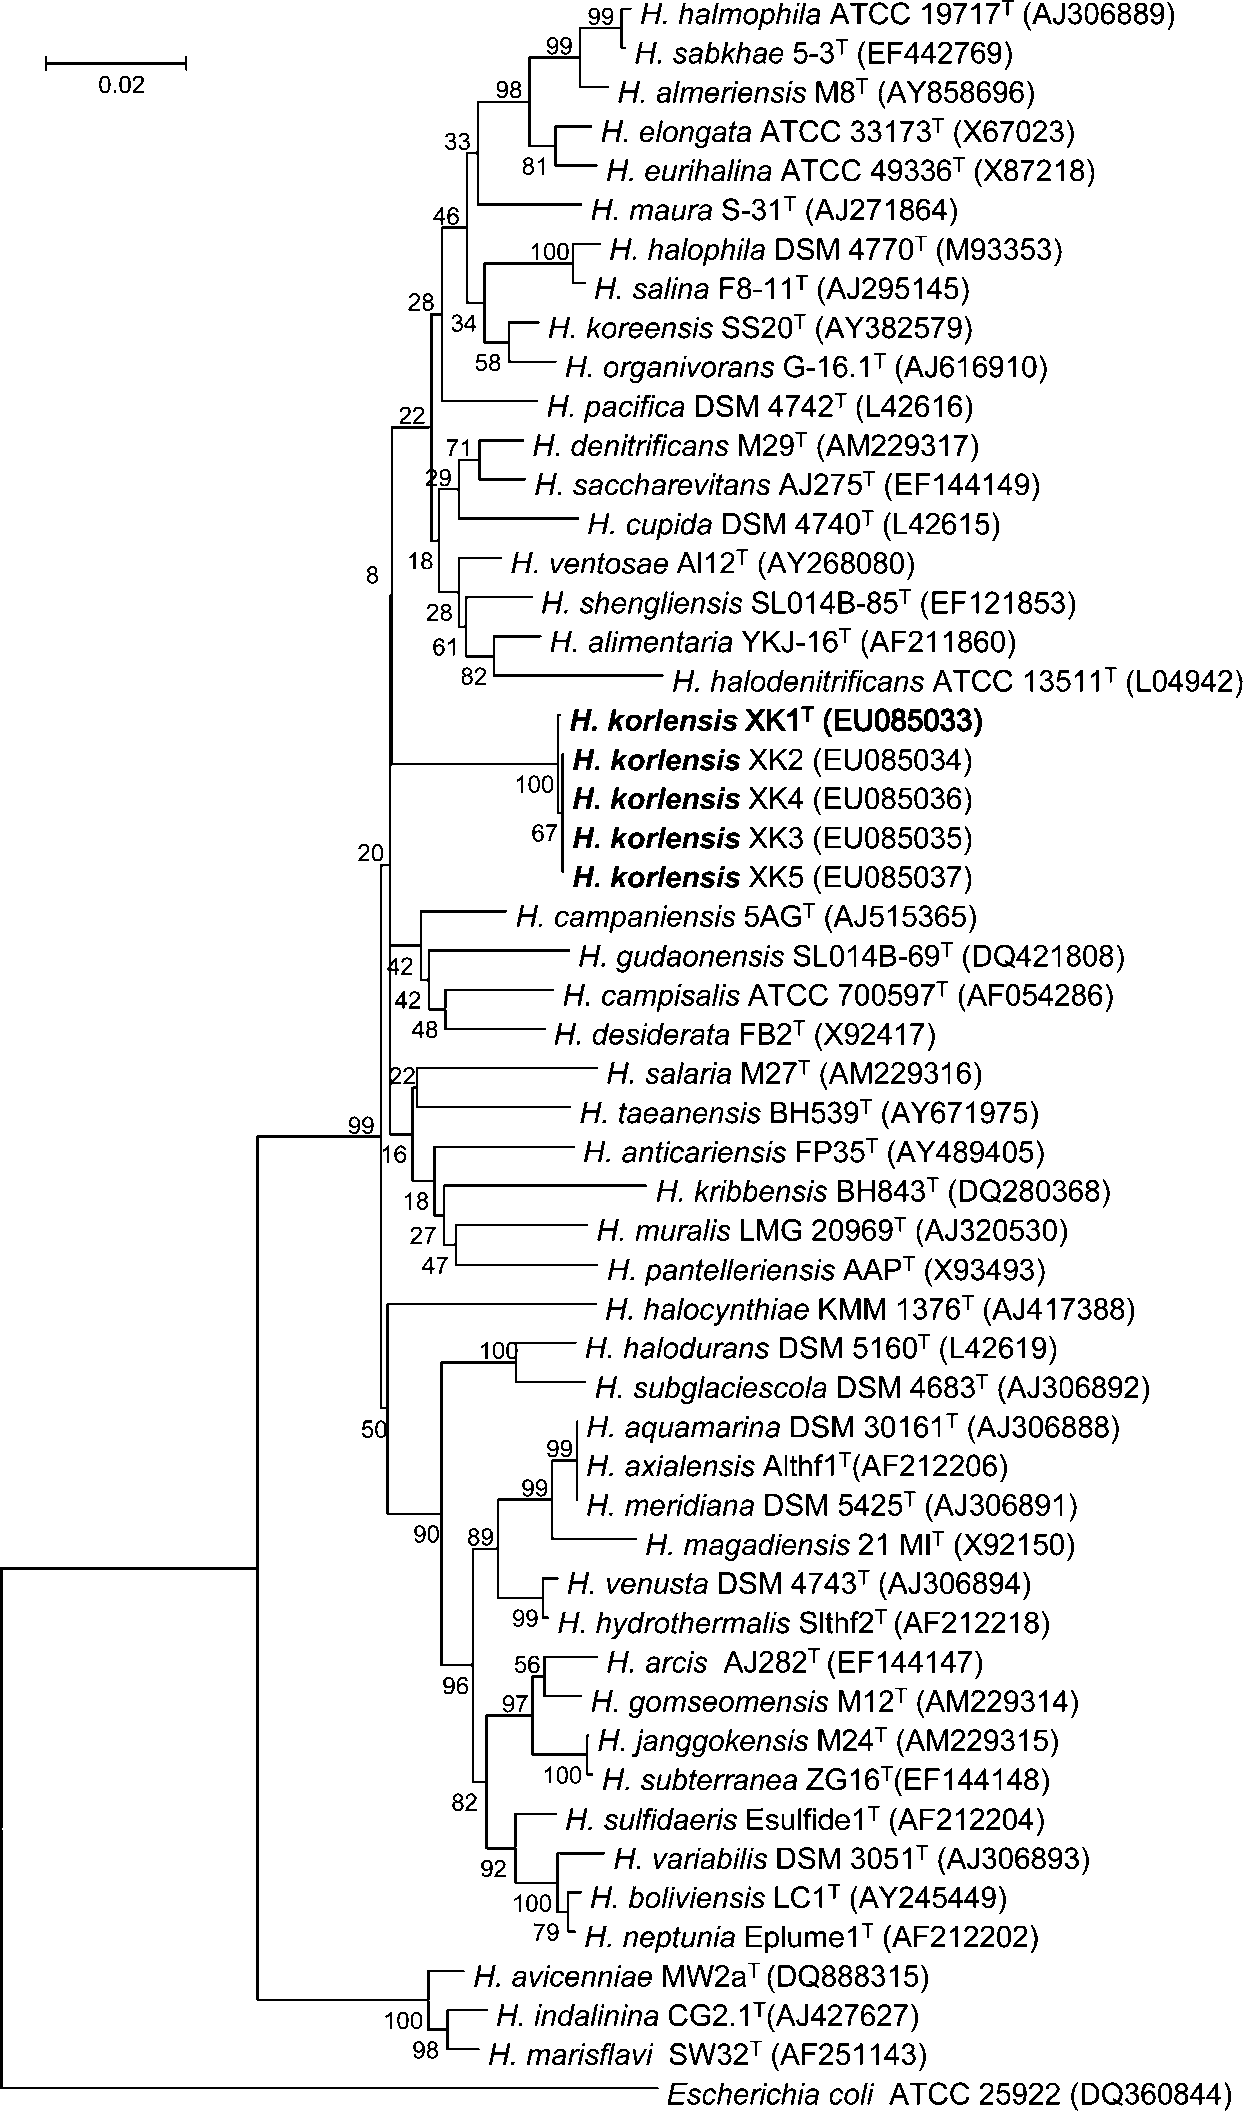 99 H. halmophila ATCC 19717ᵀ (AJ306889)
H. sabkhae 5-3ᵀ (EF442769)
99
0.02
98 H. almeriensis M8ᵀ (AY858696)
H. elongata ATCC 33173ᵀ (X67023)
33
81 H. eurihalina ATCC 49336ᵀ (X87218)
46 H. maura S-31ᵀ (AJ271864)
100 H. halophila DSM 4770ᵀ (M93353)
H. salina F8-11ᵀ (AJ295145)
28
34 H. koreensis SS20ᵀ (AY382579)
58 H. organivorans G-16.1ᵀ (AJ616910)
22 H. pacifica DSM 4742ᵀ (L42616)
71 H. denitrificans M29ᵀ (AM229317)
29 H. saccharevitans AJ275ᵀ (EF144149)
H. cupida DSM 4740ᵀ (L42615)
18 H. ventosae Al12ᵀ (AY268080)
8
28 H. shengliensis SL014B-85ᵀ (EF121853)
61 H. alimentaria YKJ-16ᵀ (AF211860)
82 H. halodenitrificans ATCC 13511ᵀ (L04942)
H. korlensis XK1ᵀ (EU085033)
100 H. korlensis XK2 (EU085034)
H. korlensis XK4 (EU085036)
67 H. korlensis XK3 (EU085035)
20 H. korlensis XK5 (EU085037)
H. campaniensis 5AGᵀ (AJ515365)
42 H. gudaonensis SL014B-69ᵀ (DQ421808)
42 H. campisalis ATCC 700597ᵀ (AF054286)
48 H. desiderata FB2ᵀ (X92417)
22 H. salaria M27ᵀ (AM229316)
99 H. taeanensis BH539ᵀ (AY671975)
16 H. anticariensis FP35ᵀ (AY489405)
18 H. kribbensis BH843ᵀ (DQ280368)
27 H. muralis LMG 20969ᵀ (AJ320530)
47 H. pantelleriensis AAPᵀ (X93493)
H. halocynthiae KMM 1376ᵀ (AJ417388)
100 H. halodurans DSM 5160ᵀ (L42619)
H. subglaciescola DSM 4683ᵀ (AJ306892)
50 H. aquamarina DSM 30161ᵀ (AJ306888)
99 H. axialensis Althf1ᵀ(AF212206)
99 H. meridiana DSM 5425ᵀ (AJ306891)
90 89 H. magadiensis 21 MIᵀ (X92150)
H. venusta DSM 4743ᵀ (AJ306894)
99 H. hydrothermalis Slthf2ᵀ (AF212218)
56 H. arcis AJ282ᵀ (EF144147)
96 97 H. gomseomensis M12ᵀ (AM229314)
H. janggokensis M24ᵀ (AM229315)
100 H. subterranea ZG16ᵀ(EF144148)
82 H. sulfidaeris Esulfide1ᵀ (AF212204)
92 H. variabilis DSM 3051ᵀ (AJ306893)
100 H. boliviensis LC1ᵀ (AY245449)
79 H. neptunia Eplume1ᵀ (AF212202)
H. avicenniae MW2aᵀ (DQ888315)
100 H. indalinina CG2.1ᵀ(AJ427627)
98 H. marisflavi SW32ᵀ (AF251143)
Escherichia coli ATCC 25922 (DQ360844)